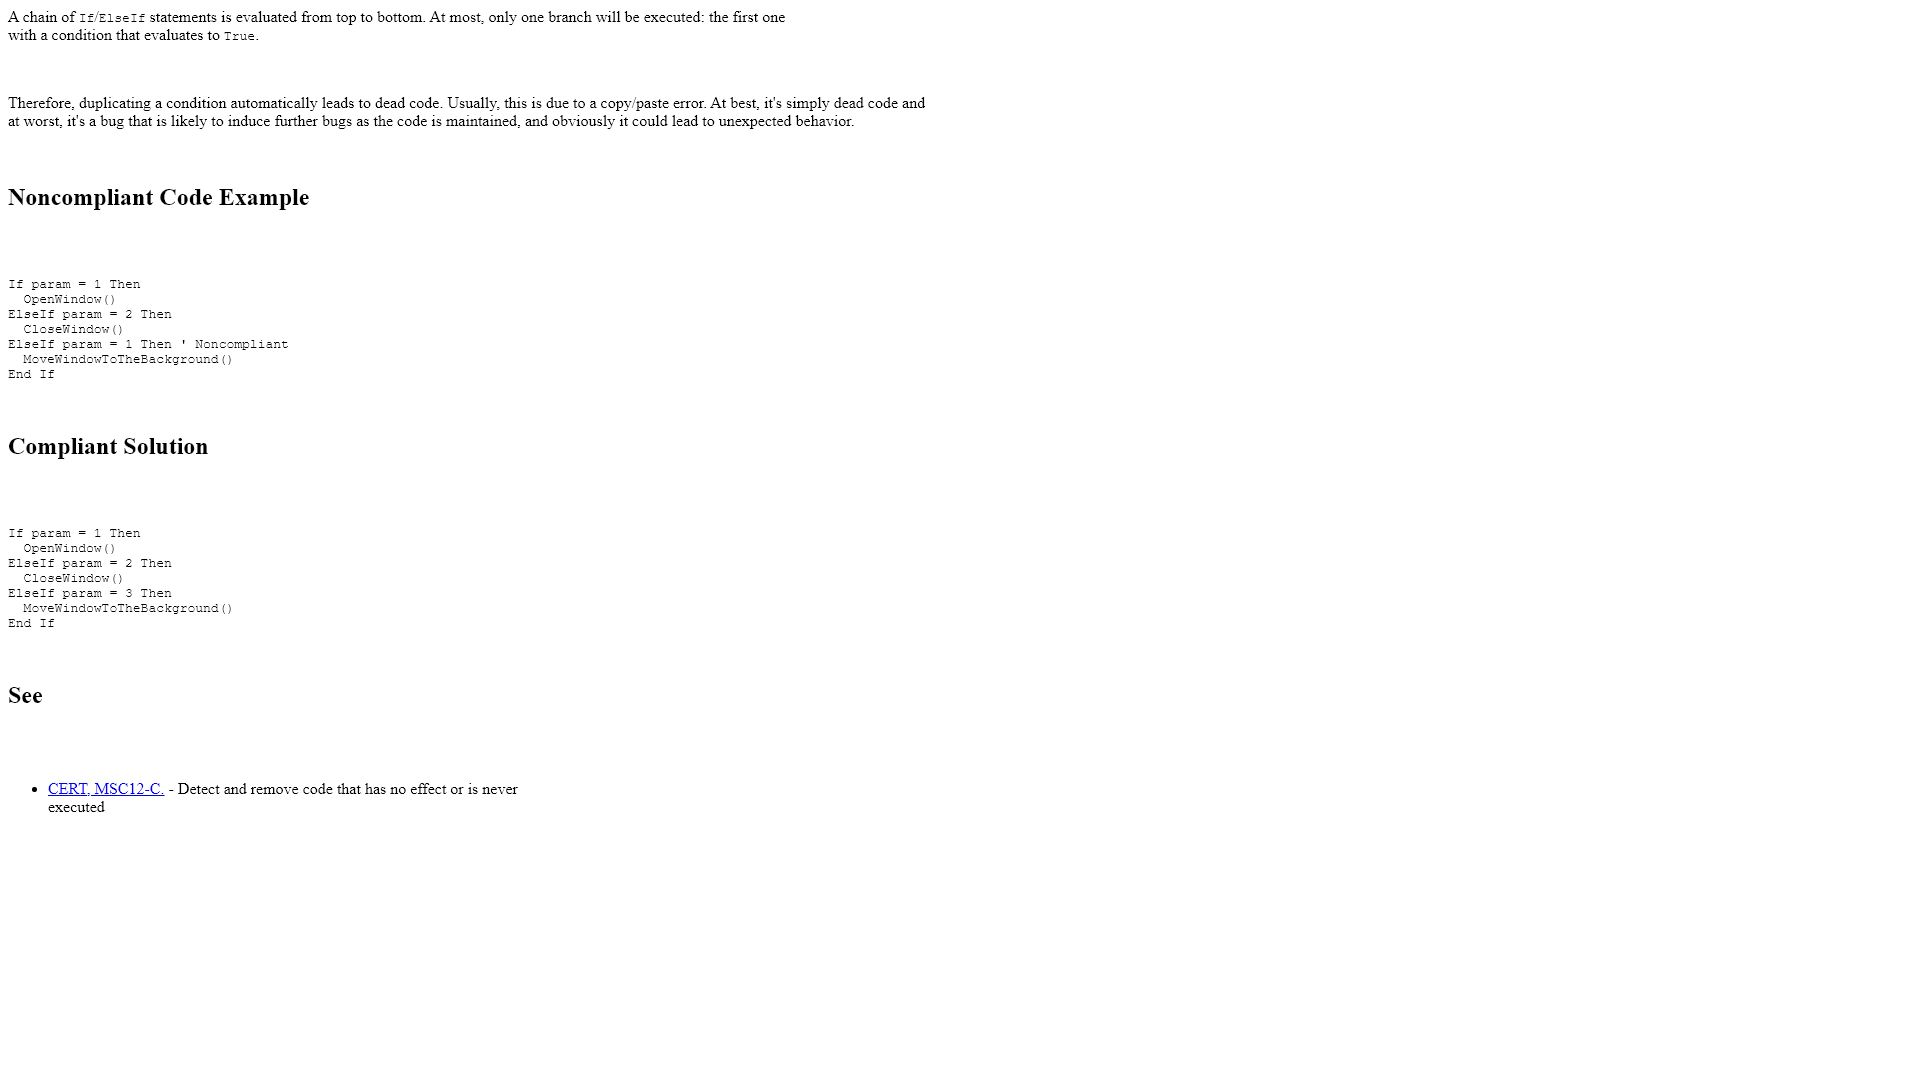 A chain of If/ElseIf statements is evaluated from top to bottom. At most, only one branch will be executed: the first one
with a condition that evaluates to True.
Therefore, duplicating a condition automatically leads to dead code. Usually, this is due to a copy/paste error. At best, it's simply dead code and
at worst, it's a bug that is likely to induce further bugs as the code is maintained, and obviously it could lead to unexpected behavior.
Noncompliant Code Example
If param = 1 Then
  OpenWindow()
ElseIf param = 2 Then
  CloseWindow()
ElseIf param = 1 Then ' Noncompliant
  MoveWindowToTheBackground()
End If
Compliant Solution
If param = 1 Then
  OpenWindow()
ElseIf param = 2 Then
  CloseWindow()
ElseIf param = 3 Then
  MoveWindowToTheBackground()
End If
See
• CERT, MSC12-C. - Detect and remove code that has no effect or is never
executed